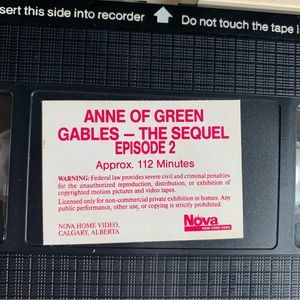 sert this side into recorder Do not touch the tape i
ANNE OF GREEN
GABLES – THE SEQUEL
EPISODE 2
Approx. 112 Minutes
WARNING: Federal law provides severe civil and criminal penalties
for the unauthorized reproduction, distribution, or exhibition of
copyrighted motion pictures and video tapes.
Licensed only for non-commercial private exhibition in homes. Any
public performance, other use, or copying is strictly prohibited.
NOVA HOME VIDEO,
CALGARY, ALBERTA
Nova
HOME VIDEO